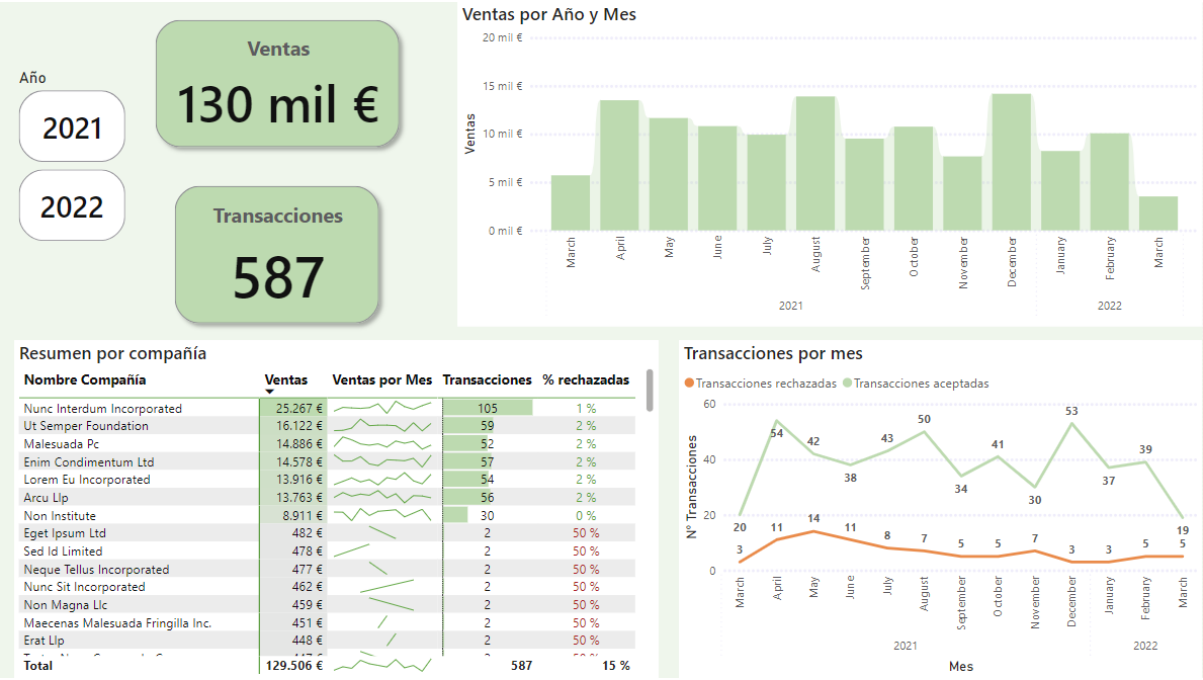 Año
2021
2022
Ventas
130 mil €
Transacciones
587
Ventas por Año y Mes
Ventas
20 mil €
15 mil €
10 mil €
5 mil €
0 mil €
March April May June July August September October November December January February March
2021 2022
Resumen por compañía
Nombre Compañía Ventas Ventas por Mes Transacciones % rechazadas
Nunc Interdum Incorporated 25.267 € 105 1 %
Ut Semper Foundation 16.122 € 59 2 %
Malesuada Pc 14.886 € 52 2 %
Enim Condimentum Ltd 14.578 € 57 2 %
Lorem Eu Incorporated 13.916 € 54 2 %
Arcu Llp 13.763 € 56 2 %
Non Institute 8.911 € 30 0 %
Eget Ipsum Ltd 482 € 2 50 %
Sed Id Limited 478 € 2 50 %
Neque Tellus Incorporated 477 € 2 50 %
Nunc Sit Incorporated 462 € 2 50 %
Non Magna Llc 459 € 2 50 %
Maecenas Malesuada Fringilla Inc. 451 € 2 50 %
Erat Llp 448 € 2 50 %
Total 129.506 € 587 15 %
Transacciones por mes
Transacciones rechazadas Transacciones aceptadas
N° Transacciones
60
40
20
0
20 54 42 38 43 50 34 41 30 53 37 39 19
3 11 14 11 8 7 5 5 7 3 3 5 5
March April May June July August September October November December January February March
2021 2022
Mes